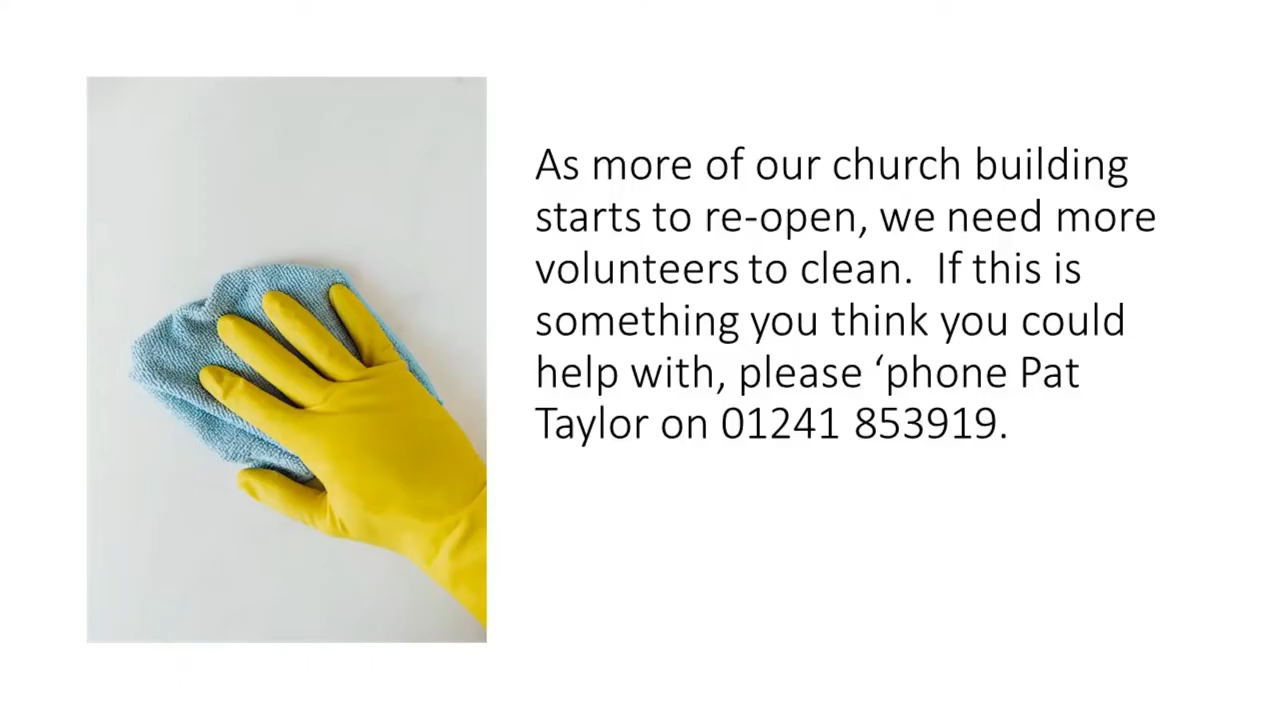 As more of our church building
starts to re-open, we need more
volunteers to clean.  If this is
something you think you could
help with, please ‘phone Pat
Taylor on 01241 853919.